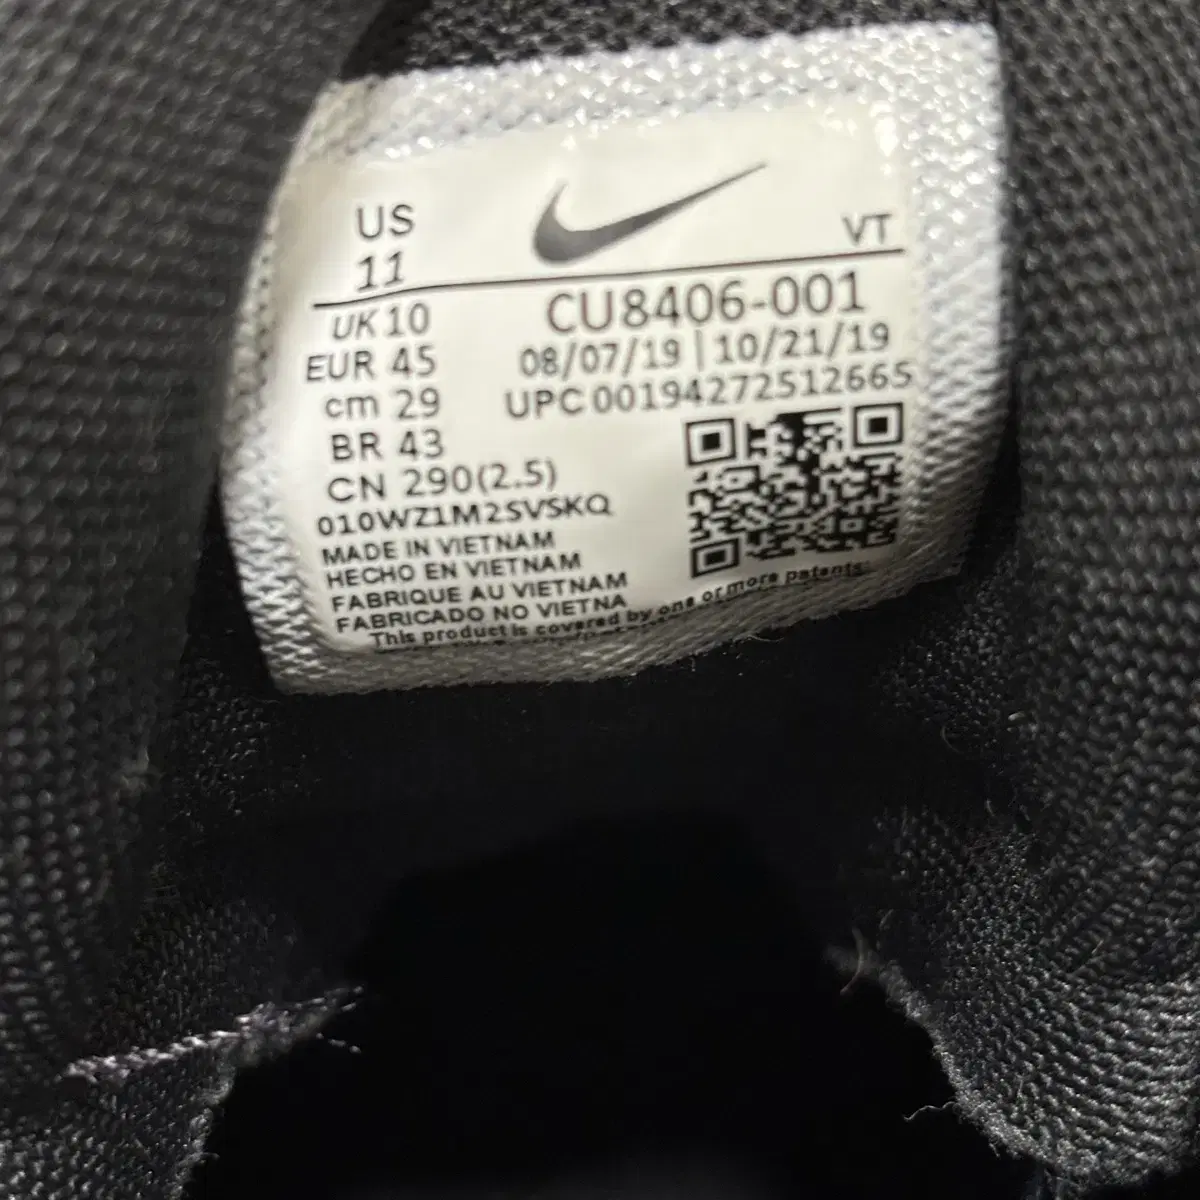 US
11
VT
UK 10
EUR 45
cm 29
BR 43
CN 290(2.5)
CU8406-001
08/07/19 | 10/21/19
UPC 00194272512665
010WZ1M2SVSKQ
MADE IN VIETNAM
HECHO EN VIETNAM
FABRIQUE AU VIETNAM
FABRICADO NO VIETNA
This product is covered by one or more patents: